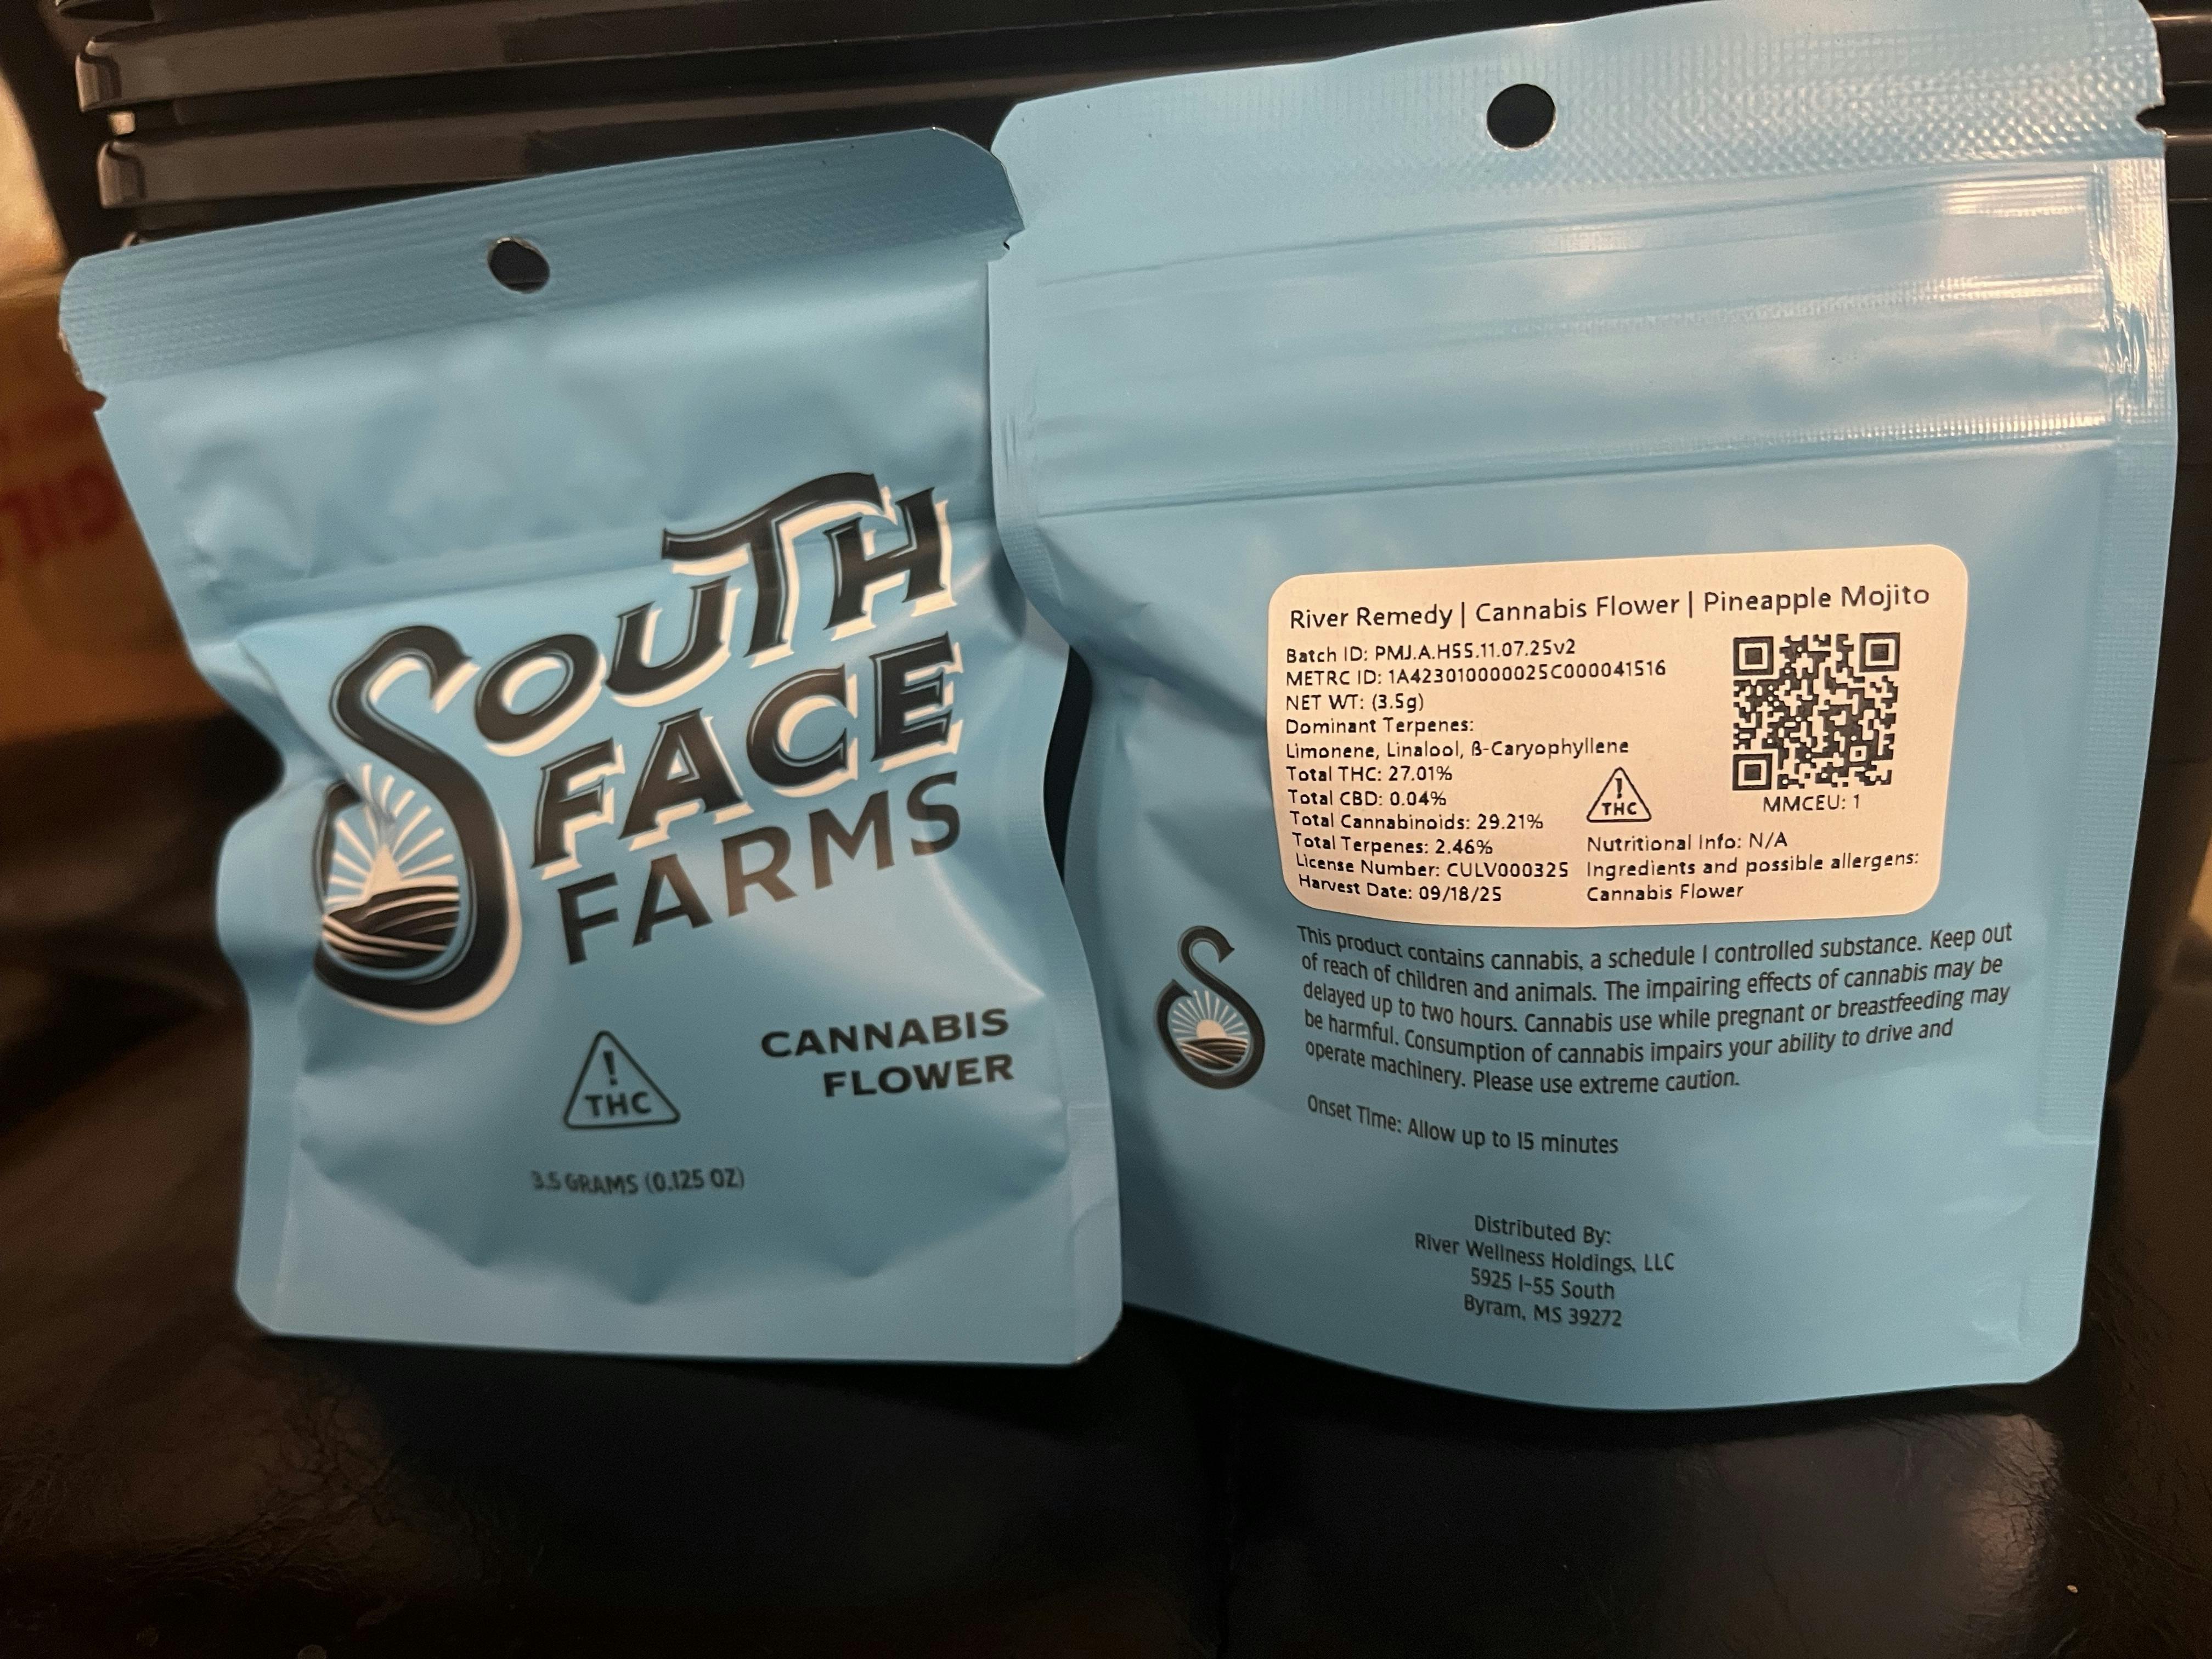 SOUTH
FACE
FARMS
! THC
CANNABIS
FLOWER
3.5 GRAMS (0.125 OZ)
River Remedy | Cannabis Flower | Pineapple Mojito
Batch ID: PMJ.A.HS5.11.07.25v2
METRC ID: 1A423010000025C000041516
NET WT: (3.5g)
Dominant Terpenes:
Limonene, Linalool, ß-Caryophyllene
Total THC: 27.01%
Total CBD: 0.04%
Total Cannabinoids: 29.21%
Total Terpenes: 2.46%
License Number: CULV000325
Harvest Date: 09/18/25
! THC
MMCEU: 1
Nutritional Info: N/A
Ingredients and possible allergens:
Cannabis Flower
This product contains cannabis, a schedule I controlled substance. Keep out
of reach of children and animals. The impairing effects of cannabis may be
delayed up to two hours. Cannabis use while pregnant or breastfeeding may
be harmful. Consumption of cannabis impairs your ability to drive and
operate machinery. Please use extreme caution.
Onset TIme: Allow up to 15 minutes
Distributed By:
River Wellness Holdings, LLC
5925 I-55 South
Byram, MS 39272